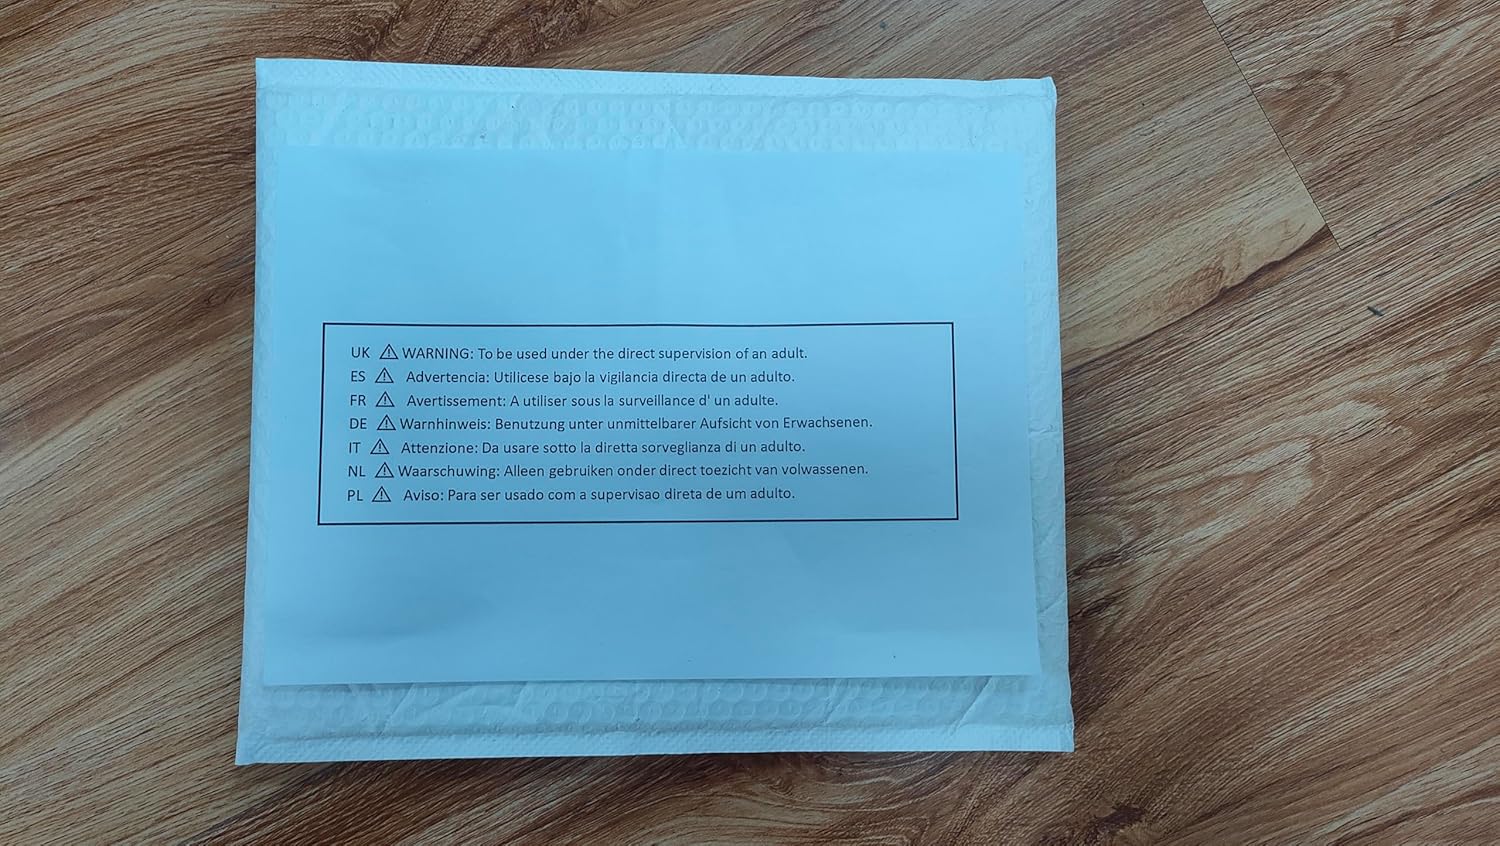 UK ⚠ WARNING: To be used under the direct supervision of an adult.
ES ⚠ Advertencia: Utilicese bajo la vigilancia directa de un adulto.
FR ⚠ Avertissement: A utiliser sous la surveillance d' un adulte.
DE ⚠ Warnhinweis: Benutzung unter unmittelbarer Aufsicht von Erwachsenen.
IT ⚠ Attenzione: Da usare sotto la diretta sorveglianza di un adulto.
NL ⚠ Waarschuwing: Alleen gebruiken onder direct toezicht van volwassenen.
PL ⚠ Aviso: Para ser usado com a supervisao direta de um adulto.